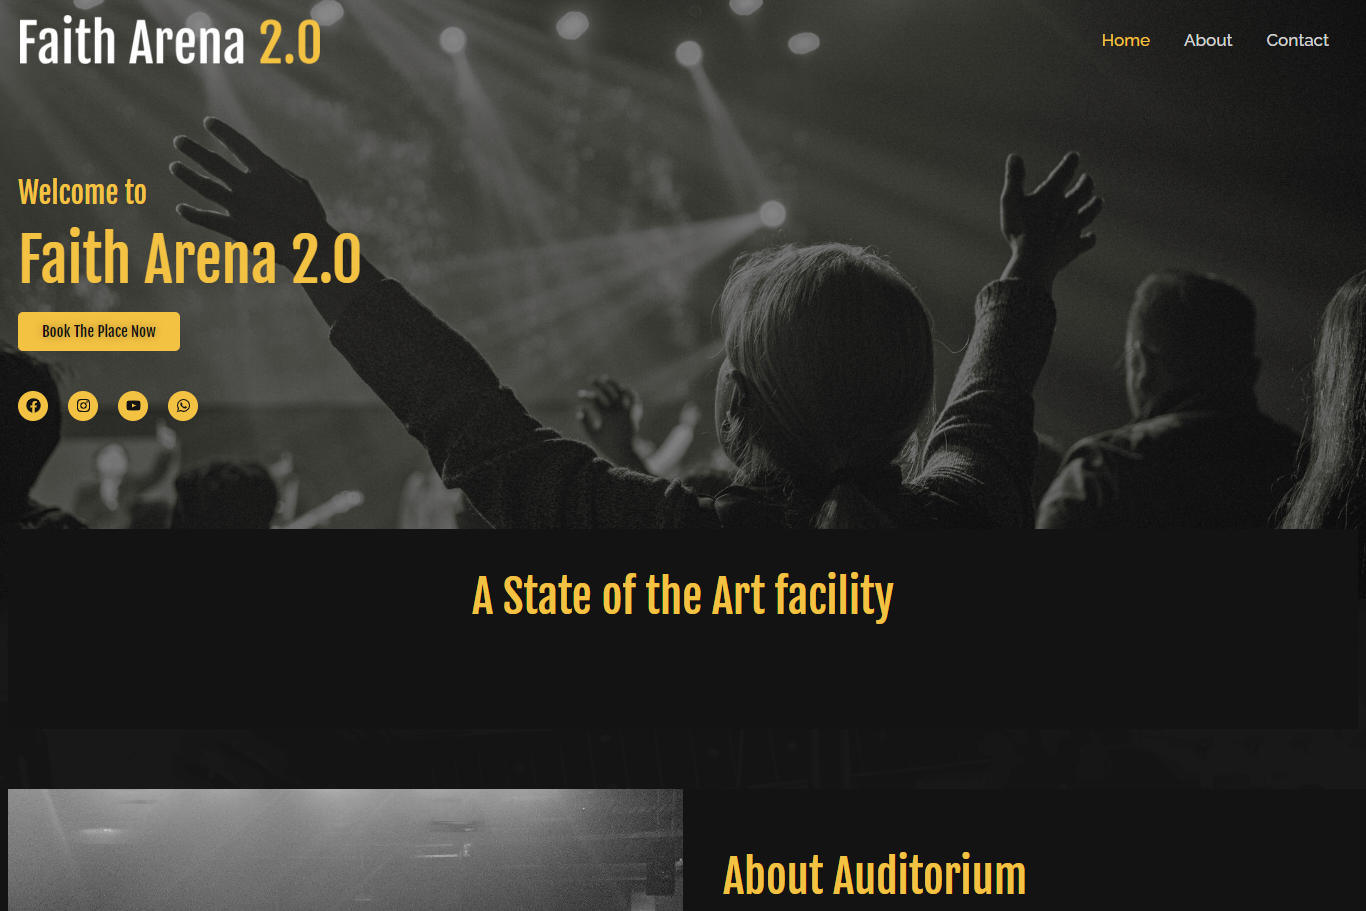 Faith Arena 2.0
Home About Contact
Welcome to
Faith Arena 2.0
Book The Place Now
A State of the Art facility
About Auditorium